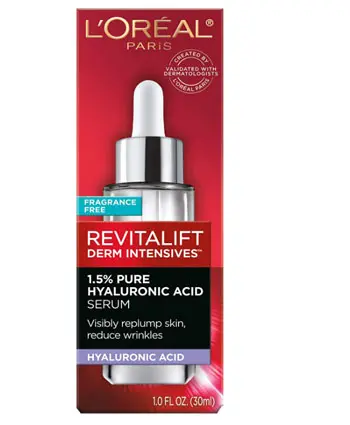 L'ORÉAL
PARIS
CREATED BY
L'ORÉAL PARIS
VALIDATED WITH
DERMATOLOGISTS
FRAGRANCE
FREE
REVITALIFT
DERM INTENSIVES™
1.5% PURE
HYALURONIC ACID
SERUM
Visibly replump skin,
reduce wrinkles
HYALURONIC ACID
1.0 FL OZ. (30ml)